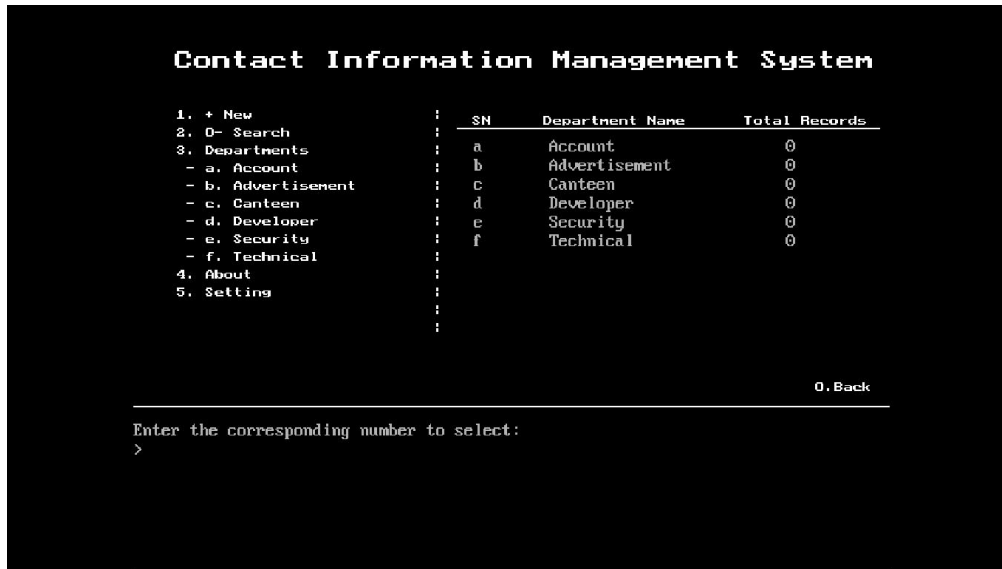 Contact Information Management System
1. + New
2. O- Search
3. Departments
- a. Account
- b. Advertisement
- c. Canteen
- d. Developer
- e. Security
- f. Technical
4. About
5. Setting
SN Department Name Total Records
a Account 0
b Advertisement 0
c Canteen 0
d Developer 0
e Security 0
f Technical 0
0.Back
Enter the corresponding number to select:
>